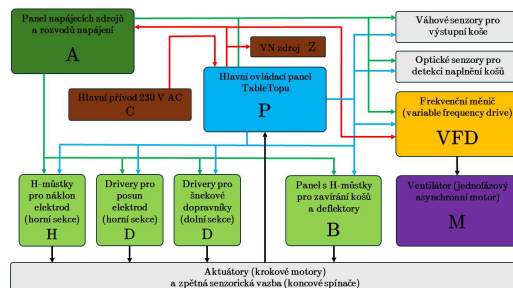 Panel napájecích zdrojů
a rozvodů napájení
A
VN zdroj Z
Váhové senzory pro
výstupní koše
Optické senzory pro
detekci naplnění košů
Hlavní přívod 230 V AC
C
Hlavní ovládací panel
TableTopu
P
Frekvenční měnič
(variable frequency drive)
VFD
H-můstky
pro náklon
elektrod
(horní sekce)
H
Drivery pro
posun
elektrod
(horní sekce)
D
Drivery pro
šnekové
dopravníky
(dolní sekce)
D
Panel s H-můstky
pro zavírání košů
a deflektory
B
Ventilátor (jednofázový
asynchronní motor)
M
Aktuátory (krokové motory)
a zpětná sensorická vazba (koncové spínače)